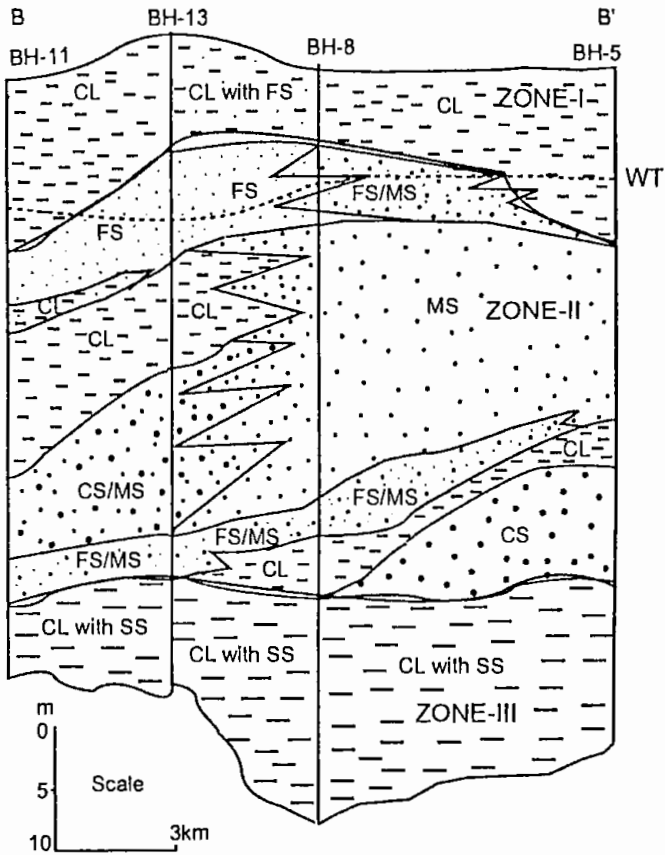 B
BH-13
B'
BH-11
BH-8
BH-5
CL
CL with FS
CL
ZONE-I
WT
FS
FS/MS
FS
CL
CL
CL
MS
ZONE-II
CL
CS/MS
FS/MS
FS/MS
CS
FS/MS
CL
CL with SS
CL with SS
CL with SS
ZONE-III
m
0
Scale
5
10
3km